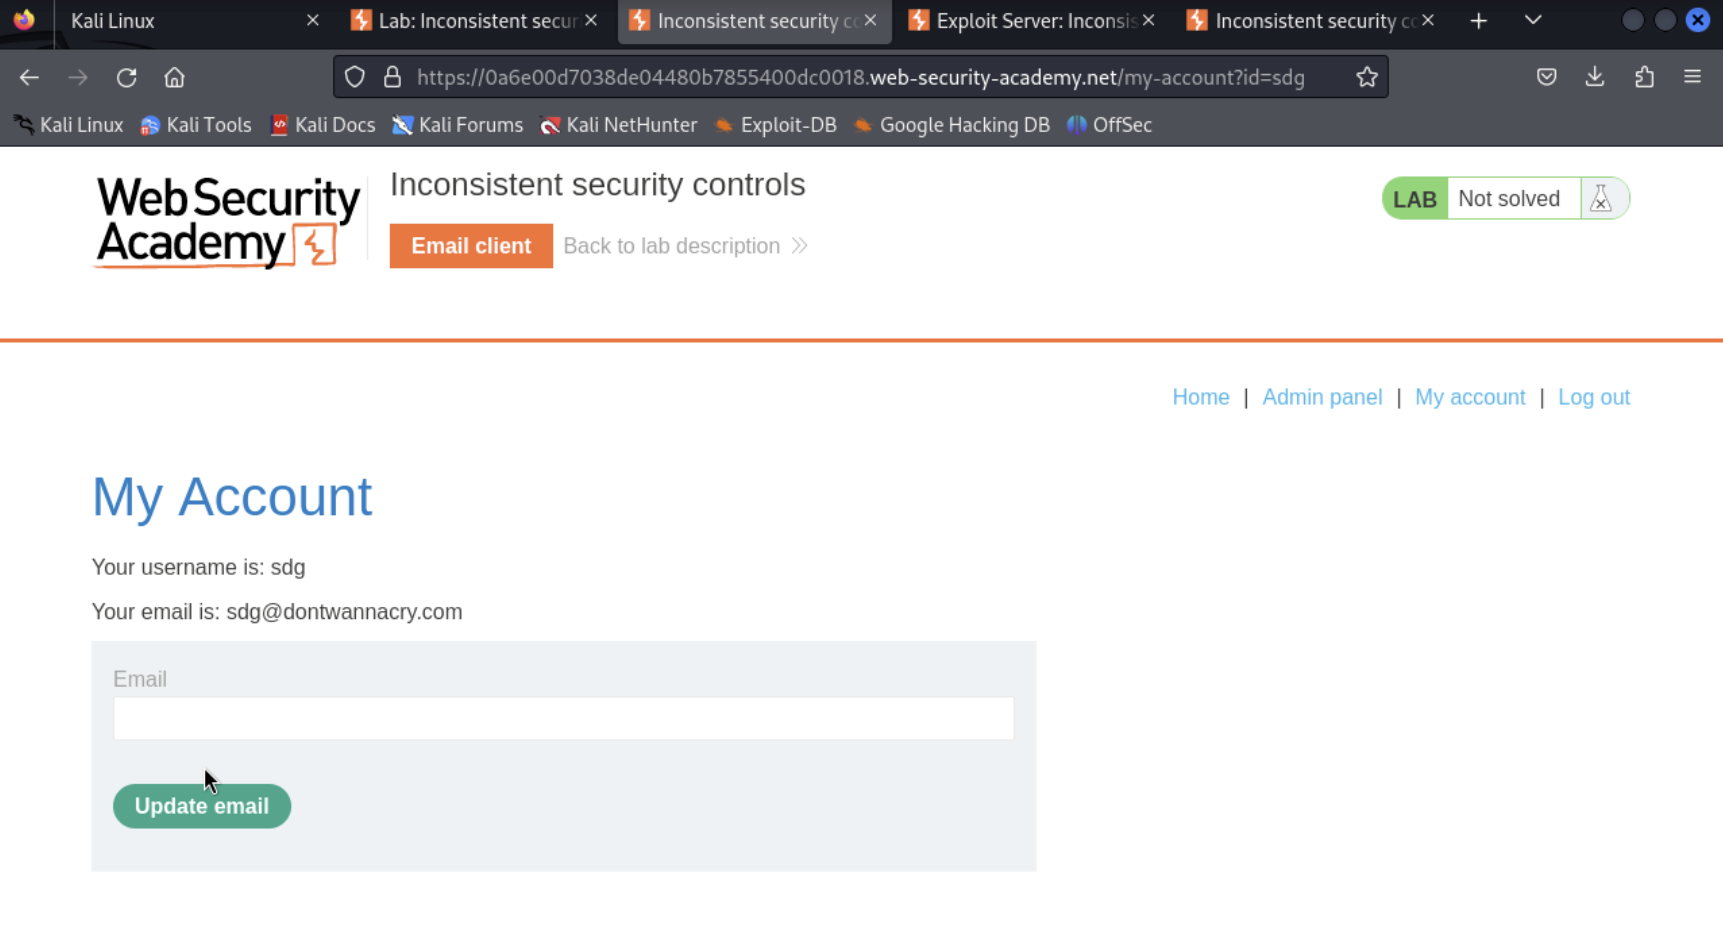 Kali Linux
Lab: Inconsistent secur
Inconsistent security co
Exploit Server: Inconsis
Inconsistent security co
https://0a6e00d7038de04480b7855400dc0018.web-security-academy.net/my-account?id=sdg
Kali Linux Kali Tools Kali Docs Kali Forums Kali NetHunter Exploit-DB Google Hacking DB OffSec
Web Security
Academy
Inconsistent security controls
Email client Back to lab description
LAB Not solved
Home | Admin panel | My account | Log out
My Account
Your username is: sdg
Your email is: sdg@dontwannacry.com
Email
Update email